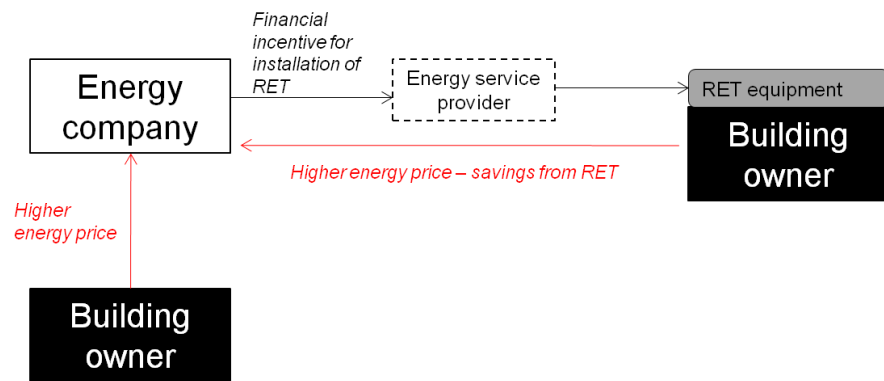 Financial
incentive for
installation of
RET
Energy
company
Energy service
provider
RET equipment
Building
owner
Higher energy price – savings from RET
Higher
energy price
Building
owner